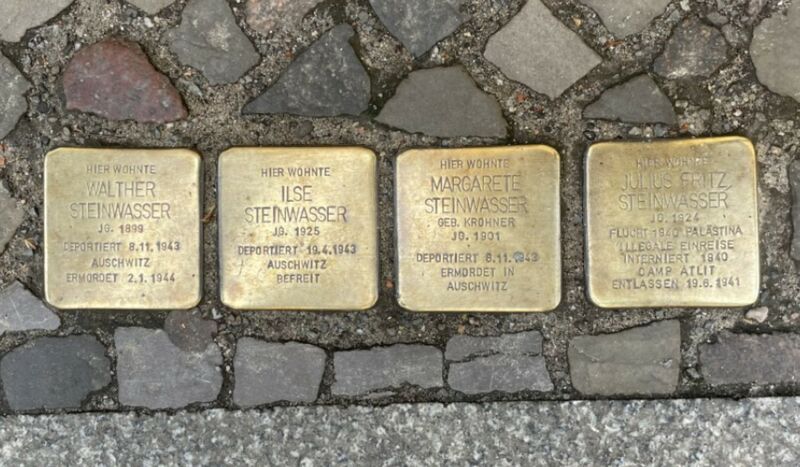 HIER WOHNTE
WALTHER
STEINWASSER
JG. 1899
DEPORTIERT 8.11.1943
AUSCHWITZ
ERMORDET 2.1.1944
HIER WOHNTE
ILSE
STEINWASSER
JG. 1925
DEPORTIERT 19.4.1943
AUSCHWITZ
BEFREIT
HIER WOHNTE
MARGARETE
STEINWASSER
GEB. KROHNER
JG. 1901
DEPORTIERT 8.11.1943
ERMORDET IN
AUSCHWITZ
HIER WOHNTE
JULIUS FRITZ
STEINWASSER
JG. 1924
FLUCHT 1940 PALÄSTINA
ILLEGALE EINREISE
INTERNIERT 1940
CAMP ATLIT
ENTLASSEN 19.6.1941